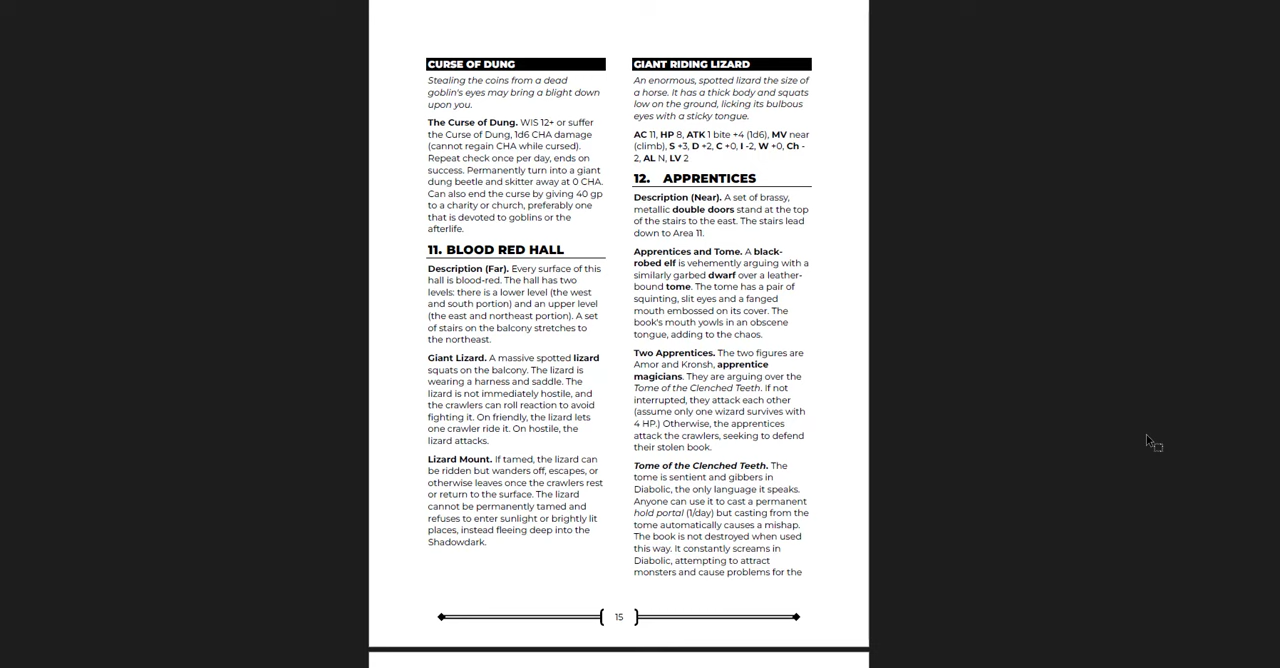 CURSE OF DUNG
Stealing the coins from a dead
goblin's eyes may bring a blight down
upon you.
The Curse of Dung. WIS 12+ or suffer
the Curse of Dung, 1d6 CHA damage
(cannot regain CHA while cursed).
Repeat check once per day, ends on
success. Permanently turn into a giant
dung beetle and skitter away at 0 CHA.
Can also end the curse by giving 40 gp
to a charity or church, preferably one
that is devoted to goblins or the
afterlife.
11. BLOOD RED HALL
Description (Far). Every surface of this
hall is blood-red. The hall has two
levels: there is a lower level (the west
and south portion) and an upper level
(the east and northeast portion). A set
of stairs on the balcony stretches to
the northeast.
Giant Lizard. A massive spotted lizard
squats on the balcony. The lizard is
wearing a harness and saddle. The
lizard is not immediately hostile, and
the crawlers can roll reaction to avoid
fighting it. On friendly, the lizard lets
one crawler ride it. On hostile, the
lizard attacks.
Lizard Mount. If tamed, the lizard can
be ridden but wanders off, escapes, or
otherwise leaves once the crawlers rest
or return to the surface. The lizard
cannot be permanently tamed and
refuses to enter sunlight or brightly lit
places, instead fleeing deep into the
Shadowdark.
GIANT RIDING LIZARD
An enormous, spotted lizard the size of
a horse. It has a thick body and squats
low on the ground, licking its bulbous
eyes with a sticky tongue.
AC 11, HP 8, ATK 1 bite +4 (1d6), MV near
(climb), S +3, D +2, C +0, I -2, W +0, Ch -
2, AL N, LV 2
12. APPRENTICES
Description (Near). A set of brassy,
metallic double doors stand at the top
of the stairs to the east. The stairs lead
down to Area 11.
Apprentices and Tome. A black-
robed elf is vehemently arguing with a
similarly garbed dwarf over a leather-
bound tome. The tome has a pair of
squinting, slit eyes and a fanged
mouth embossed on its cover. The
book's mouth yowls in an obscene
tongue, adding to the chaos.
Two Apprentices. The two figures are
Amor and Kronsh, apprentice
magicians. They are arguing over the
Tome of the Clenched Teeth. If not
interrupted, they attack each other
(assume only one wizard survives with
4 HP.) Otherwise, the apprentices
attack the crawlers, seeking to defend
their stolen book.
Tome of the Clenched Teeth. The
tome is sentient and gibbers in
Diabolic, the only language it speaks.
Anyone can use it to cast a permanent
hold portal (1/day) but casting from the
tome automatically causes a mishap.
The book is not destroyed when used
this way. It constantly screams in
Diabolic, attempting to attract
monsters and cause problems for the
15